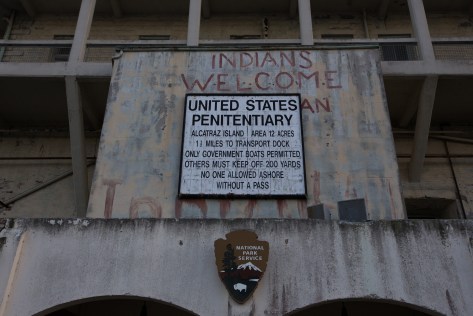 INDIANS
WELCOME
UNITED STATES
PENITENTIARY
ALCATRAZ ISLAND AREA 12 ACRES
1½ MILES TO TRANSPORT DOCK
ONLY GOVERNMENT BOATS PERMITTED
OTHERS MUST KEEP OFF 200 YARDS
NO ONE ALLOWED ASHORE
WITHOUT A PASS
NATIONAL
PARK
SERVICE